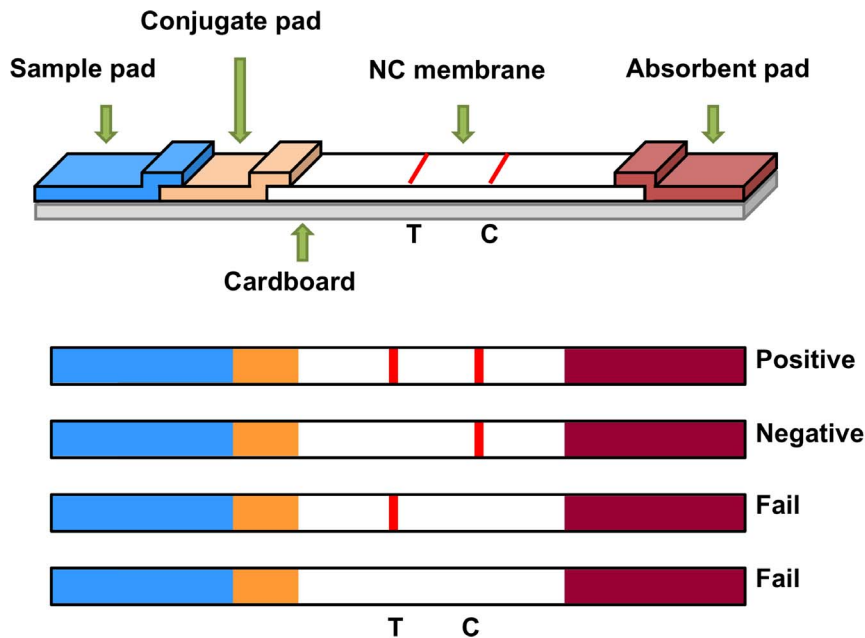 Conjugate pad
Sample pad
NC membrane
Absorbent pad
T
C
Cardboard
Positive
Negative
Fail
Fail
T
C